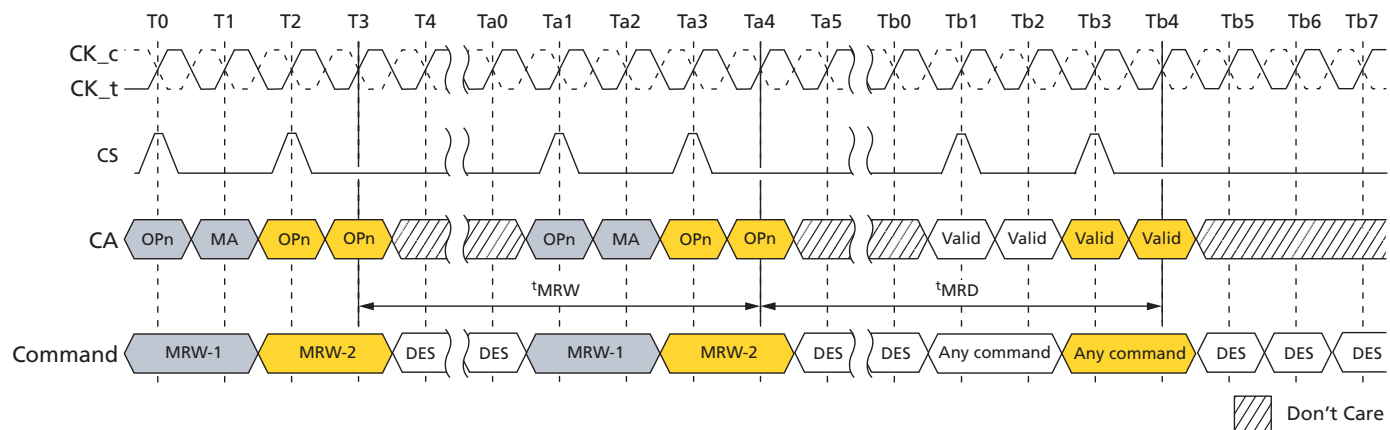 T0 T1 T2 T3 T4 Ta0 Ta1 Ta2 Ta3 Ta4 Ta5 Tb0 Tb1 Tb2 Tb3 Tb4 Tb5 Tb6 Tb7
CK_c
CK_t
CS
CA OPn MA OPn OPn OPn MA OPn OPn Valid Valid Valid Valid
tMRW tMRD
Command MRW-1 MRW-2 DES DES MRW-1 MRW-2 DES DES Any command Any command DES DES DES
Don't Care